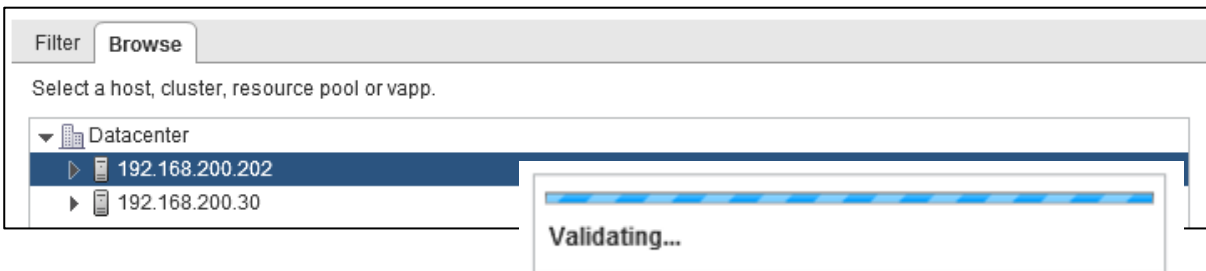 Filter Browse
Select a host, cluster, resource pool or vapp.
Datacenter
192.168.200.202
192.168.200.30
Validating...